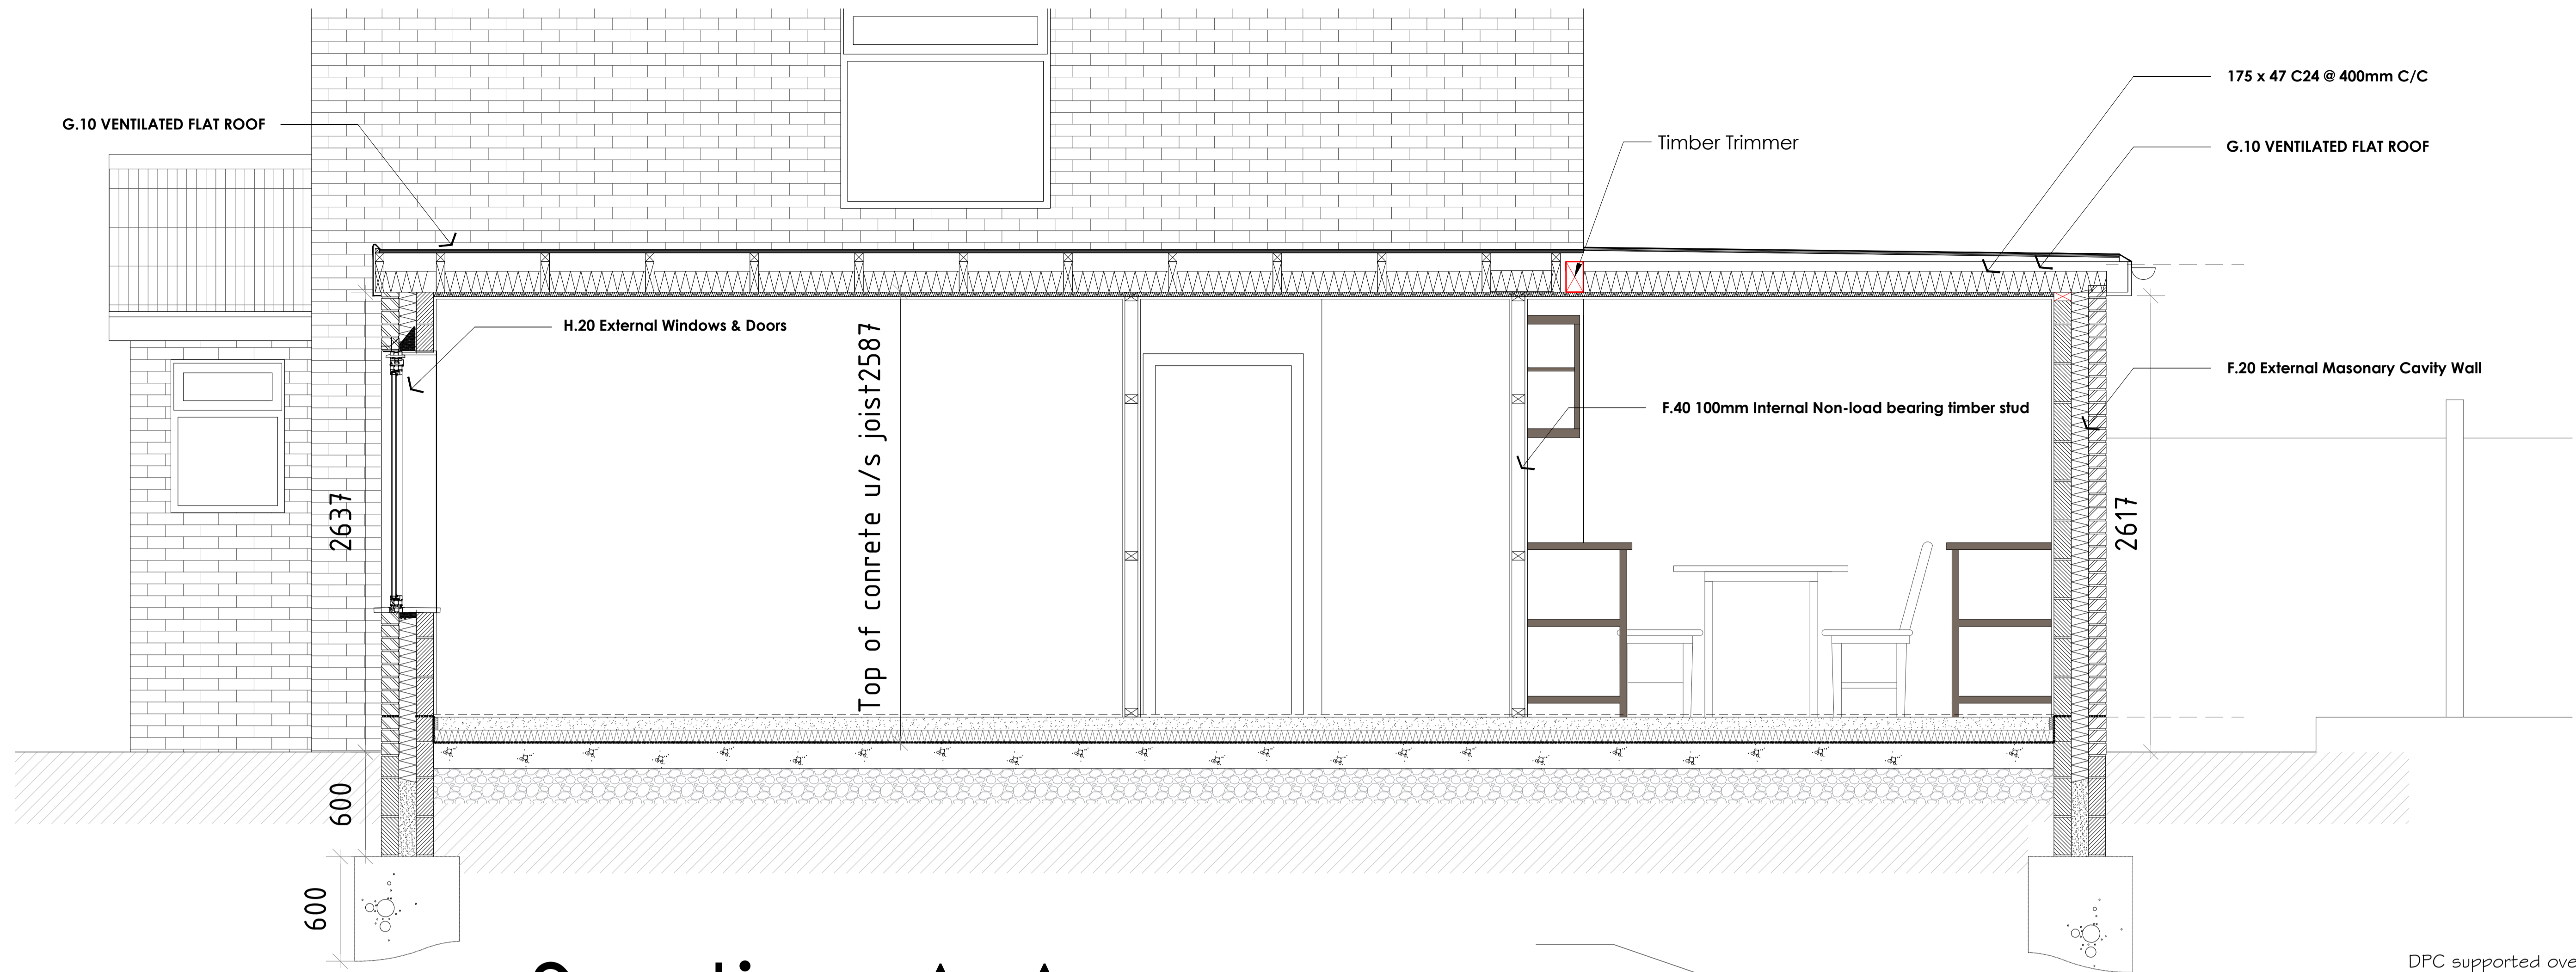 175 x 47 C24 @ 400mm C/C
G.10 VENTILATED FLAT ROOF
Timber Trimmer
G.10 VENTILATED FLAT ROOF
H.20 External Windows & Doors
Top of conrete u/s joist2587
F.20 External Masonary Cavity Wall
F.40 100mm Internal Non-load bearing timber stud
2637
2617
600
600
DPC supported ove